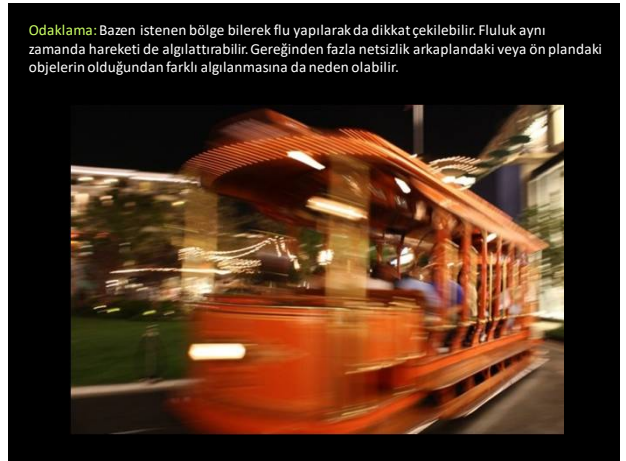 Odaklama: Bazen istenen bölge bilerek flu yapılarak da dikkat çekilebilir. Fluluk aynı
zamanda hareketi de algılattırabilir. Gereğinden fazla netsizlik arkaplandaki veya ön plandaki
objelerin olduğundan farklı algılanmasına da neden olabilir.